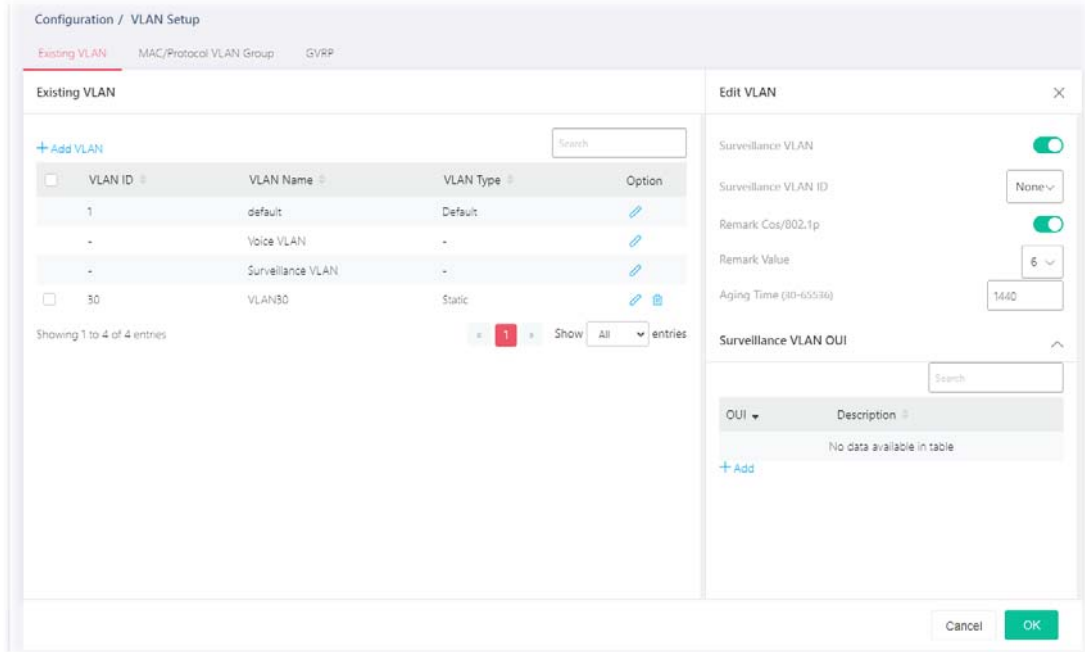 Configuration / VLAN Setup
Existing VLAN MAC/Protocol VLAN Group GVRP
Existing VLAN
+ Add VLAN
Search
VLAN ID VLAN Name VLAN Type Option
1 default Default
- Voice VLAN -
- Surveillance VLAN -
30 VLAN30 Static
Showing 1 to 4 of 4 entries
« 1 » Show All entries
Edit VLAN
Surveillance VLAN
Surveillance VLAN ID None
Remark Cos/802.1p
Remark Value 6
Aging Time (30-65536) 1440
Surveillance VLAN OUI
Search
OUI Description
No data available in table
+ Add
Cancel OK